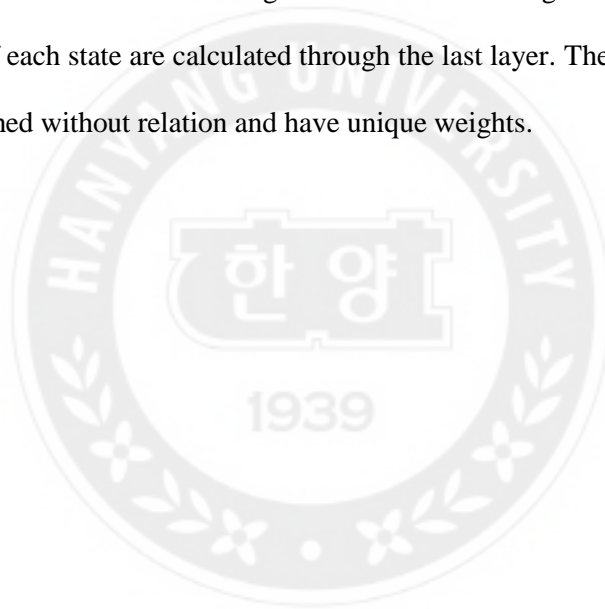 each state are calculated through the last layer. The
ned without relation and have unique weights.
HANYANG UNIVERSITY
한양
1939